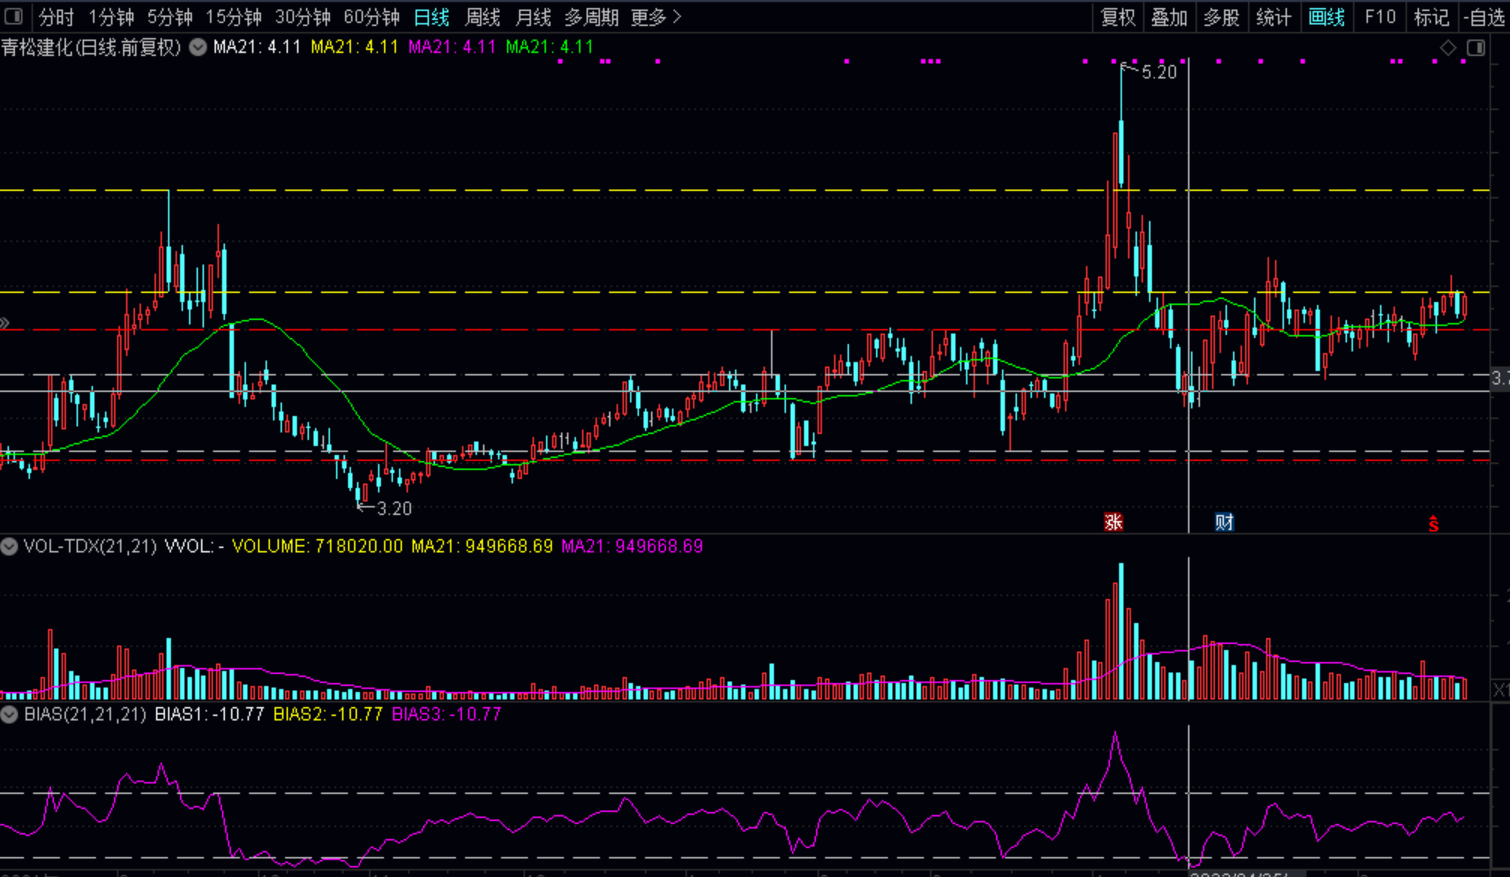 分时 1分钟 5分钟 15分钟 30分钟 60分钟 日线 周线 月线 多周期 更多 复权 叠加 多股 统计 画线 F10 标记 -自选
青松建化(日线.前复权) MA21: 4.11 MA21: 4.11 MA21: 4.11 MA21: 4.11
5.20
3.20
涨 财 S
VOL-TDX(21,21) VVOL: - VOLUME: 718020.00 MA21: 949668.69 MA21: 949668.69
BIAS(21,21,21) BIAS1: -10.77 BIAS2: -10.77 BIAS3: -10.77